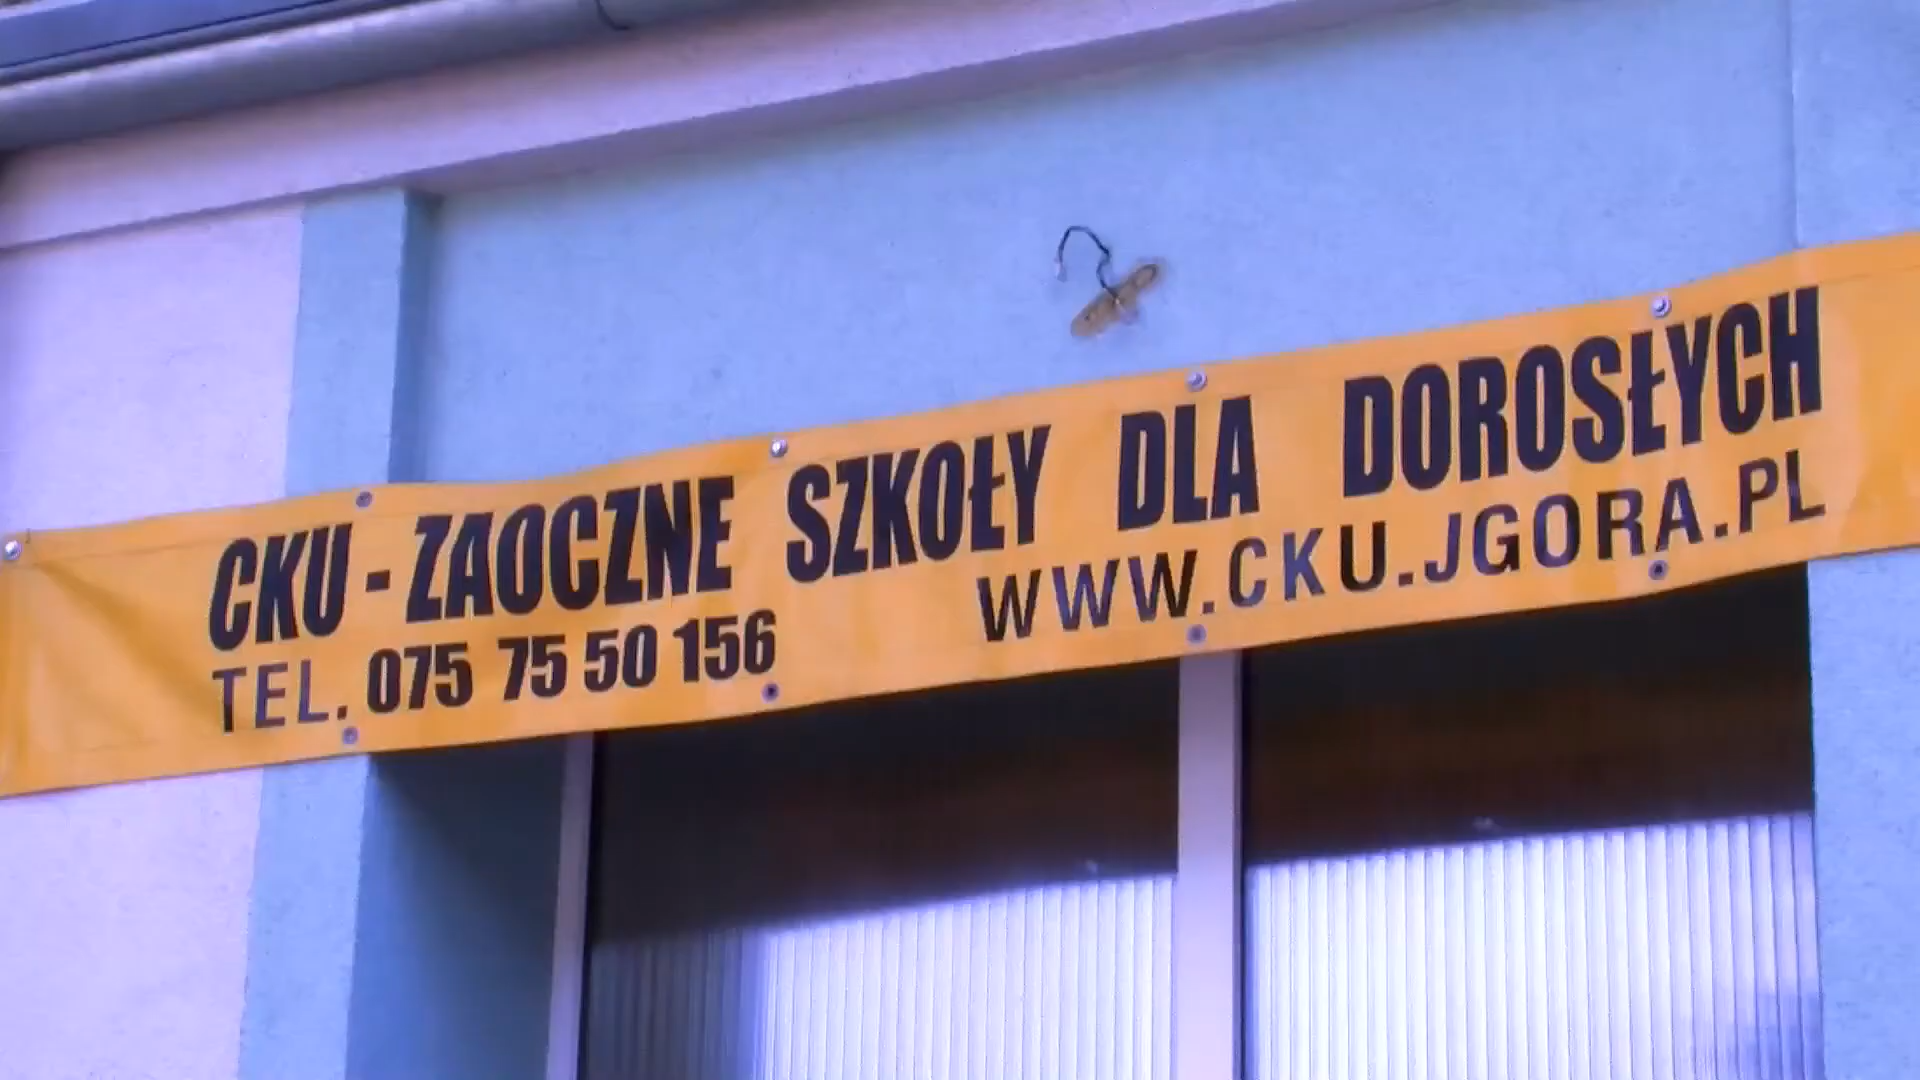 CKU - ZAOCZNE SZKOŁY DLA DOROSŁYCH
TEL. 075 75 50 156 WWW.CKU.JGORA.PL